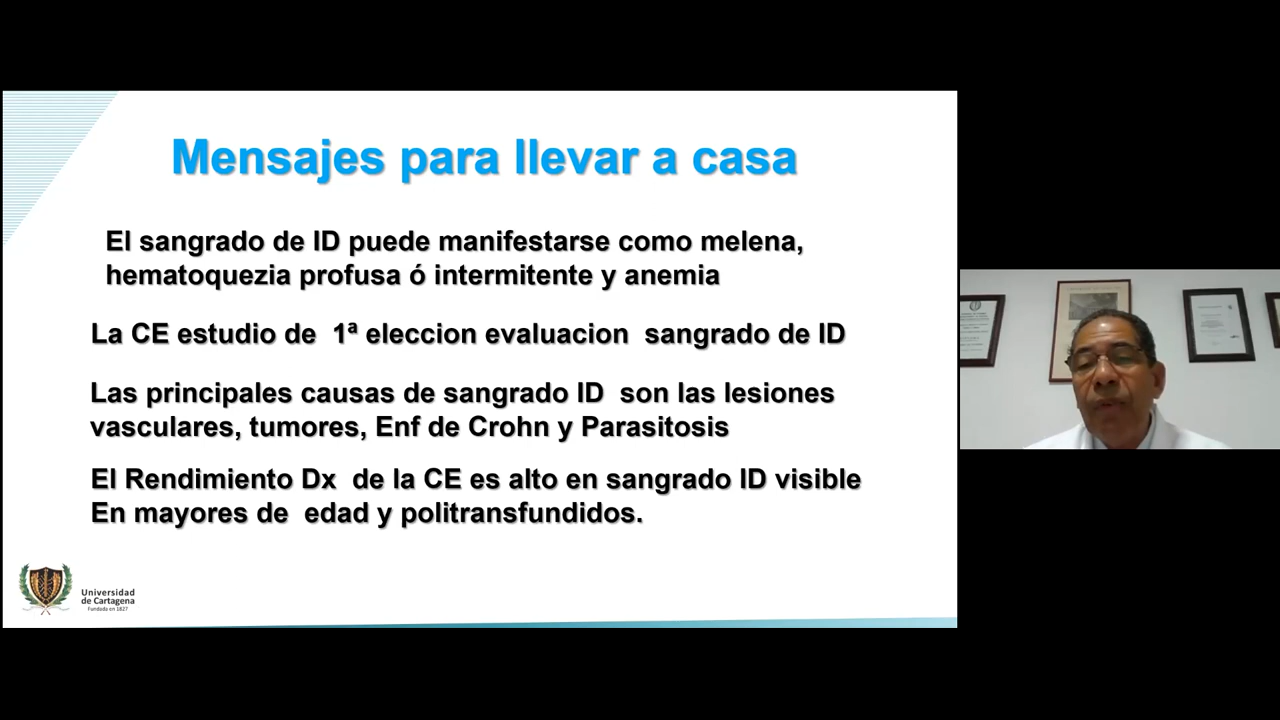 Mensajes para llevar a casa
El sangrado de ID puede manifestarse como melena,
hematoquezia profusa ó intermitente y anemia
La CE estudio de 1ª eleccion evaluacion sangrado de ID
Las principales causas de sangrado ID son las lesiones
vasculares, tumores, Enf de Crohn y Parasitosis
El Rendimiento Dx de la CE es alto en sangrado ID visible
En mayores de edad y politransfundidos.
Universidad
de Cartagena
Fundada en 1827